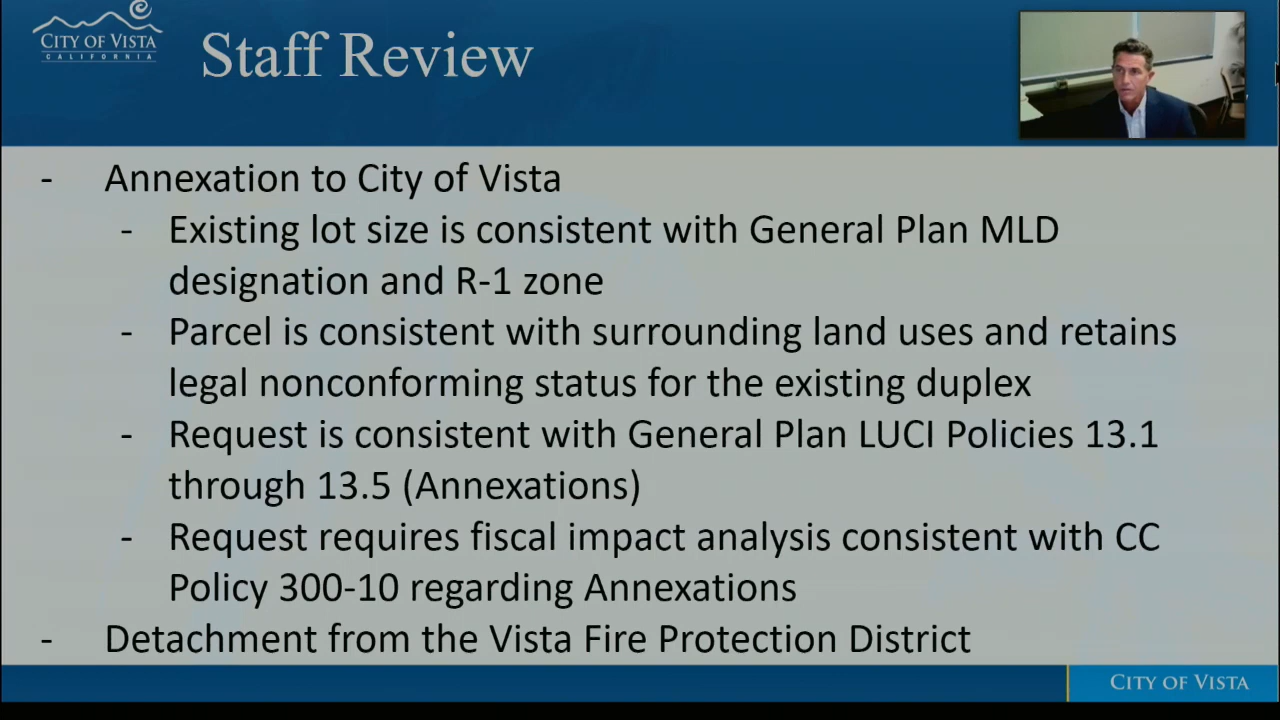 CITY OF VISTA
CALIFORNIA
Staff Review
- Annexation to City of Vista
- Existing lot size is consistent with General Plan MLD
designation and R-1 zone
- Parcel is consistent with surrounding land uses and retains
legal nonconforming status for the existing duplex
- Request is consistent with General Plan LUCI Policies 13.1
through 13.5 (Annexations)
- Request requires fiscal impact analysis consistent with CC
Policy 300-10 regarding Annexations
- Detachment from the Vista Fire Protection District
CITY OF VISTA